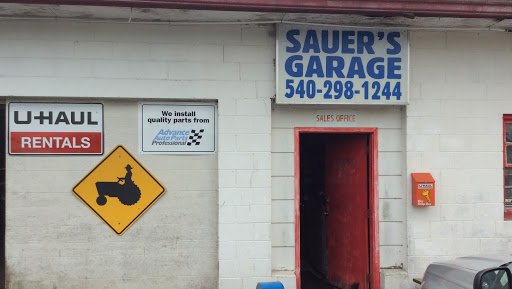 SAUER'S
GARAGE
540-298-1244
SALES OFFICE
U-HAUL
RENTALS
We install
quality parts from
Advance
Auto Parts
Professional